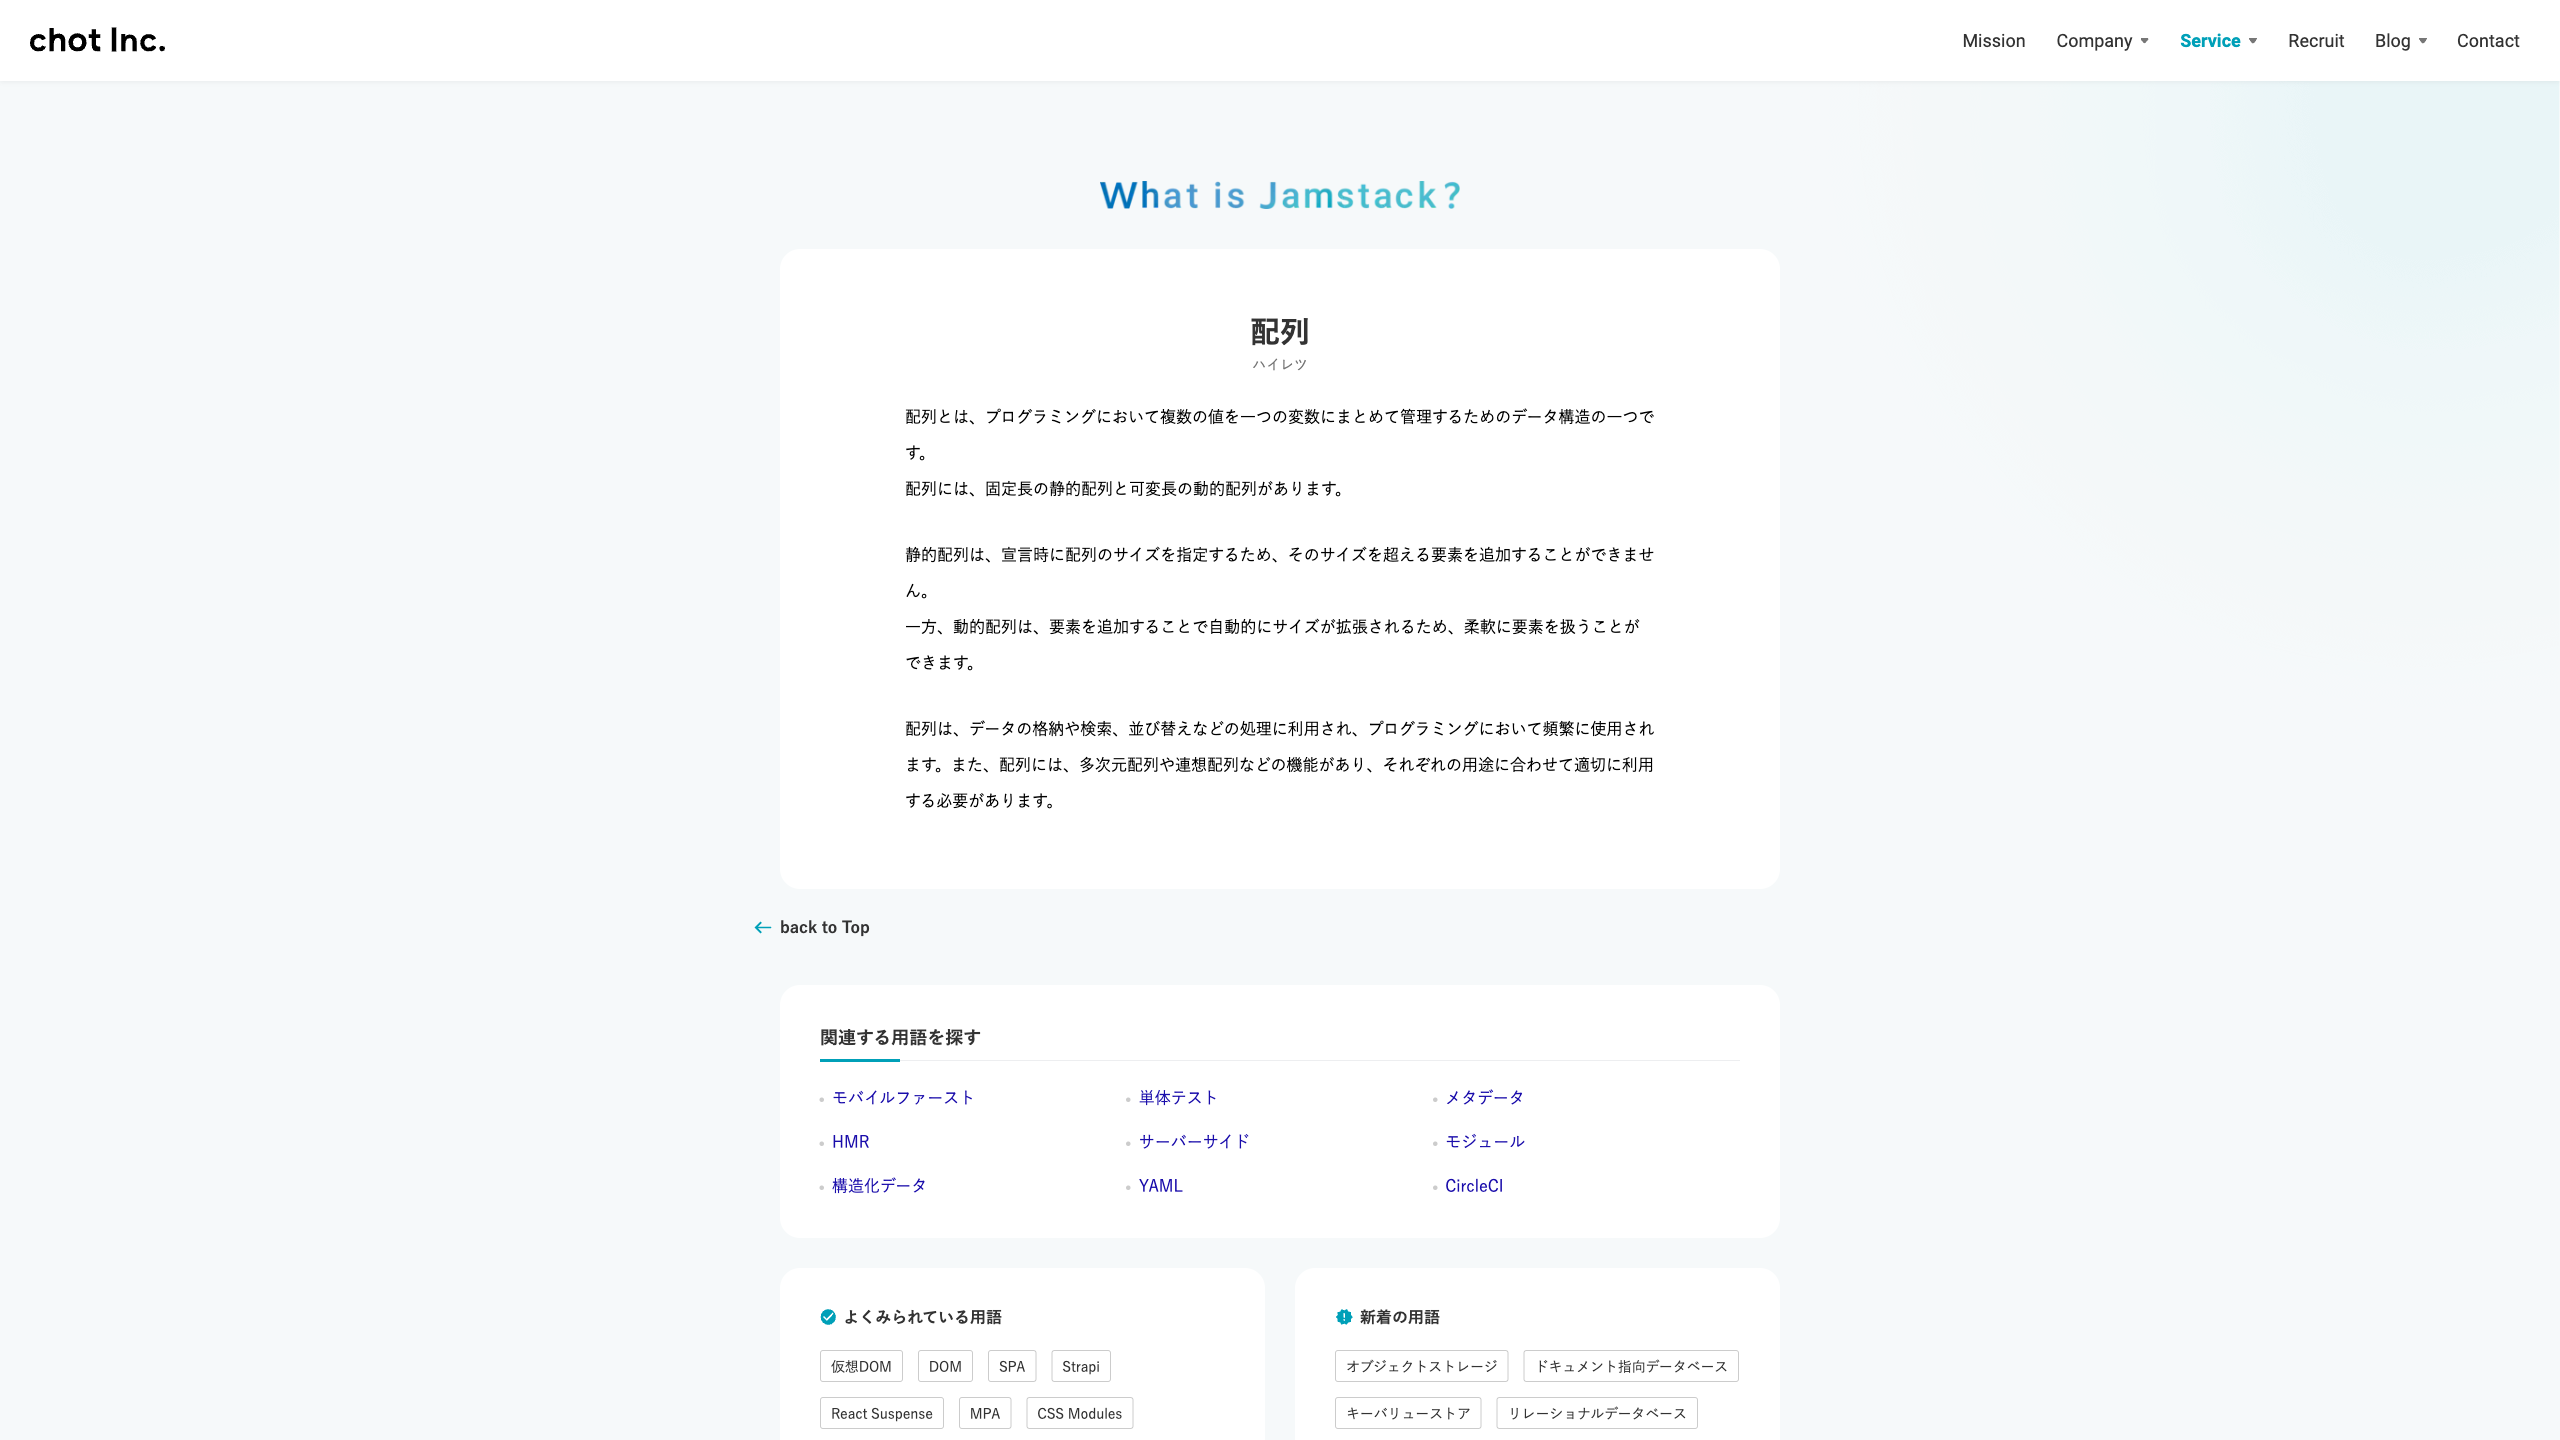 chot Inc.
Mission Company Service Recruit Blog Contact
What is Jamstack?
配列
ハイレツ
配列とは、プログラミングにおいて複数の値を一つの変数にまとめて管理するためのデータ構造の一つで
す。
配列には、固定長の静的配列と可変長の動的配列があります。
静的配列は、宣言時に配列のサイズを指定するため、そのサイズを超える要素を追加することができませ
ん。
一方、動的配列は、要素を追加することで自動的にサイズが拡張されるため、柔軟に要素を扱うことが
できます。
配列は、データの格納や検索、並び替えなどの処理に利用され、プログラミングにおいて頻繁に使用され
ます。また、配列には、多次元配列や連想配列などの機能があり、それぞれの用途に合わせて適切に利用
する必要があります。
back to Top
関連する用語を探す
モバイルファースト 単体テスト メタデータ
HMR サーバーサイド モジュール
構造化データ YAML CircleCI
よくみられている用語
仮想DOM DOM SPA Strapi
React Suspense MPA CSS Modules
新着の用語
オブジェクトストレージ ドキュメント指向データベース
キーバリューストア リレーショナルデータベース